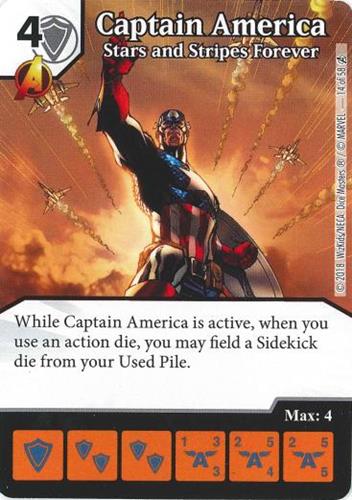 4
Captain America
Stars and Stripes Forever
14 of 58
© 2018 WizKids/NECA. Dice Masters ® / © MARVEL
While Captain America is active, when you
use an action die, you may field a Sidekick
die from your Used Pile.
Max: 4
1 3 A 3
2 5 A 4
2 5 A 5